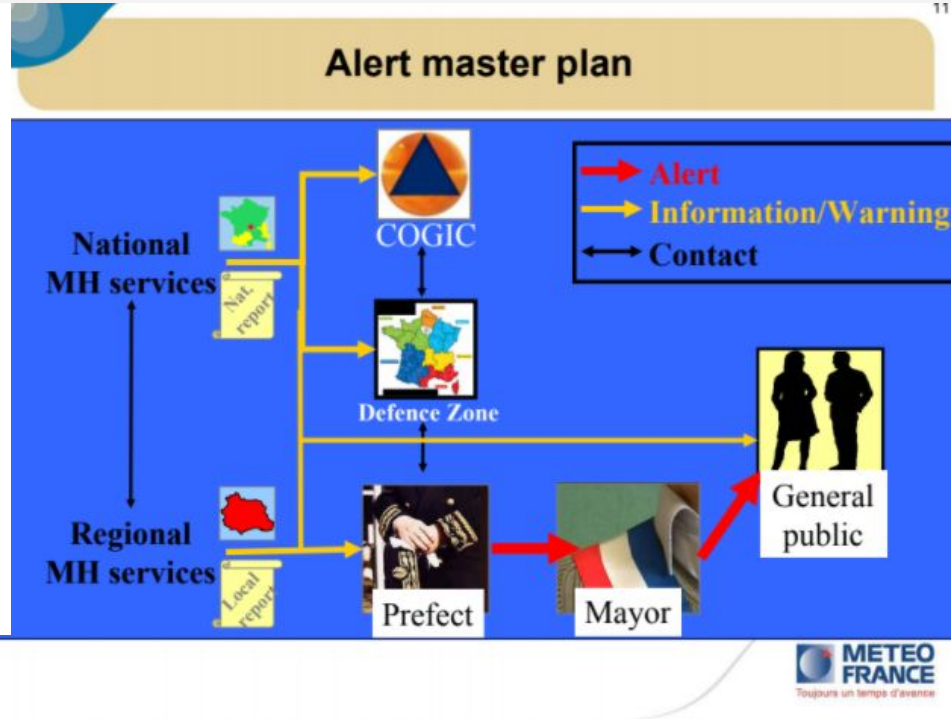 11
Alert master plan
Alert
Information/Warning
Contact
COGIC
National
MH services
Nat.
report
Defence Zone
General
public
Regional
MH services
Local
report
Prefect
Mayor
METEO
FRANCE
Toujours un temps d'avance